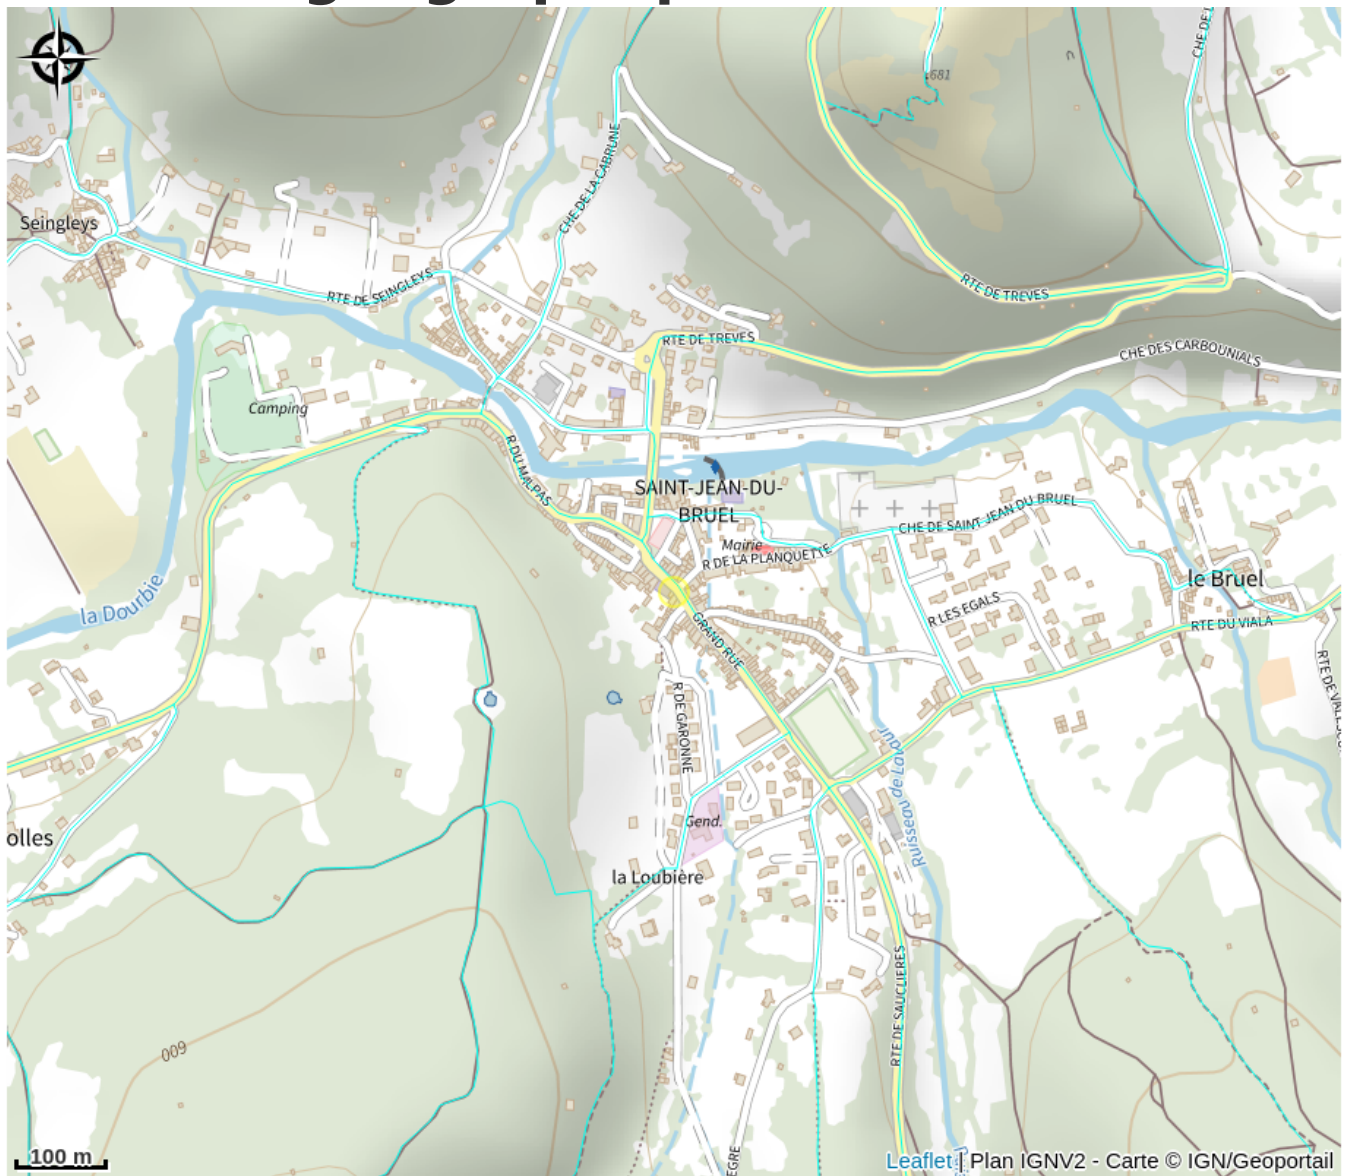 681
CHE DE L
Seingleys
CHE DE LA CABRUNE
RTE DE SEINGLEYS
RTE DE TREVES
RTE DE TREVES
CHE DES CARBOUNIALS
Camping
R DU MALPAS
SAINT-JEAN-DU-
BRUEL
Mairie
R DE LA PLANQUETTE
CHE DE SAINT JEAN DU BRUEL
le Bruel
la Dourbie
R LES EGALS
RTE DU VIALA
GRAND RUE
R DE GARONNE
Ruisseau de Lavaur
olles
Gend.
la Loubière
RTE DE SAUCLIERES
600
EGRE
100 m
Leaflet | Plan IGNV2 - Carte © IGN/Geoportail